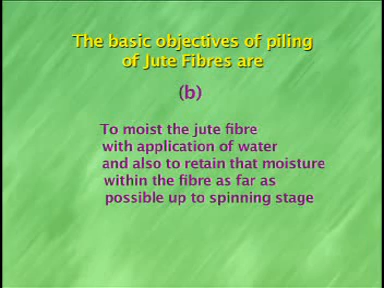 The basic objectives of piling
of Jute Fibres are
(b)
To moist the jute fibre
with application of water
and also to retain that moisture
within the fibre as far as
possible up to spinning stage